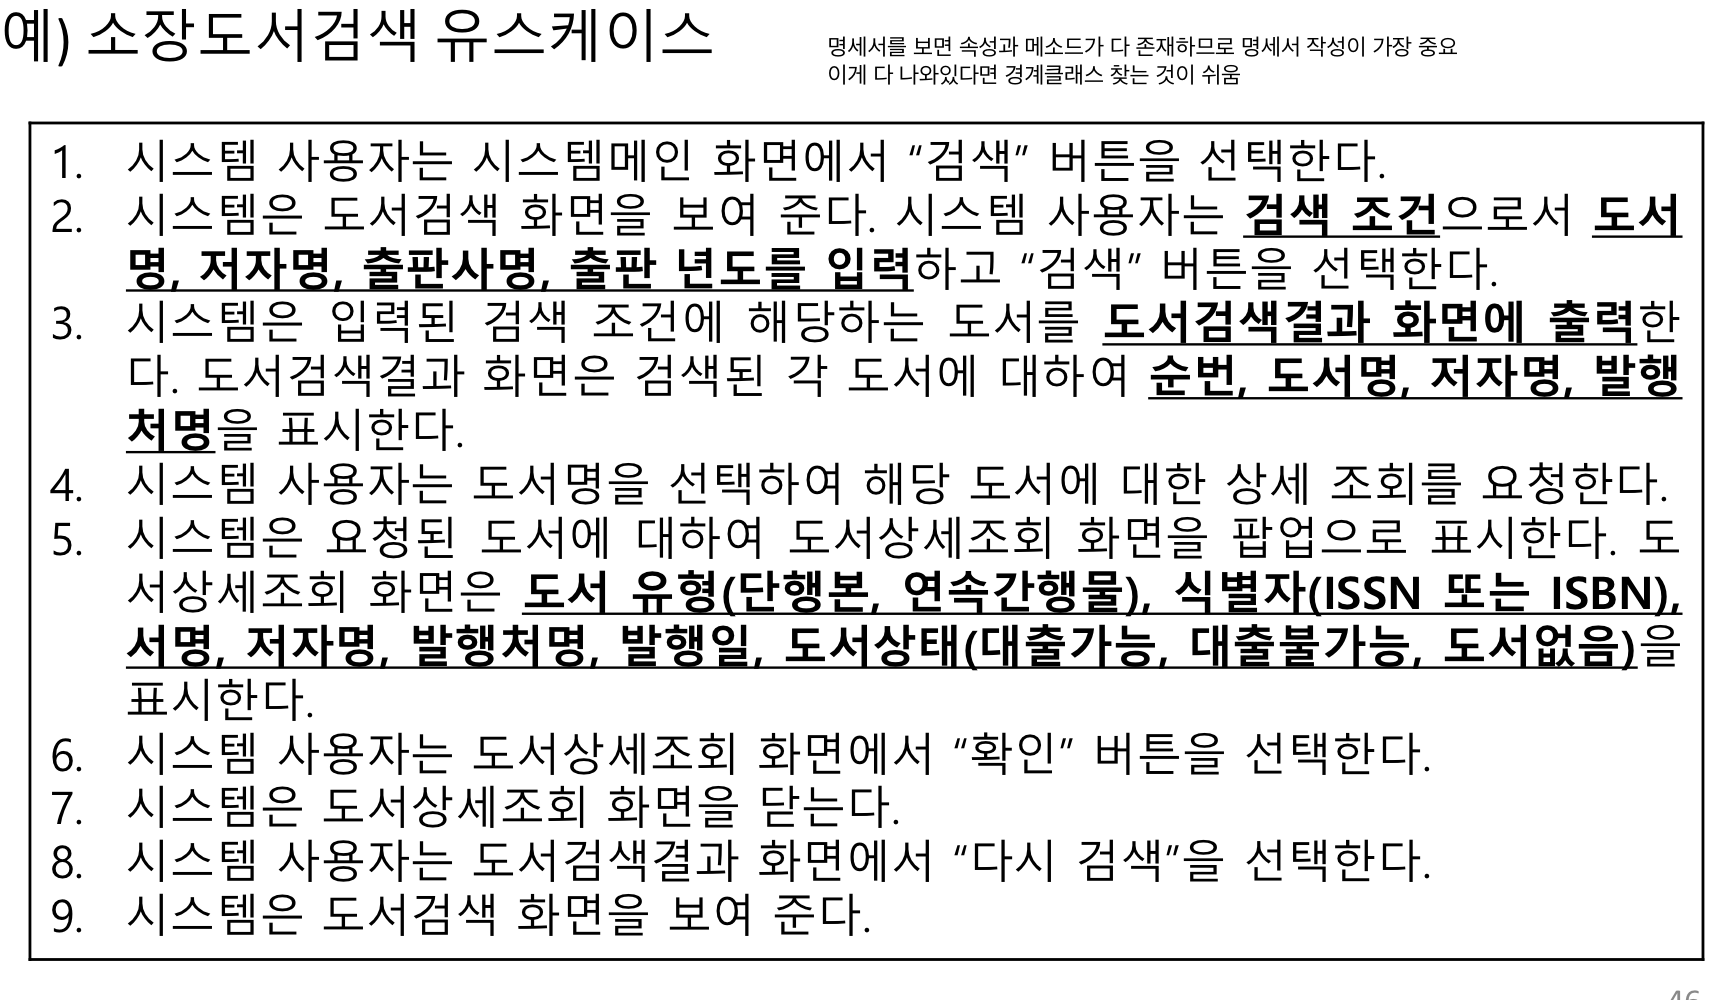 예) 소장도서검색 유스케이스
명세서를 보면 속성과 메소드가 다 존재하므로 명세서 작성이 가장 중요
이게 다 나와있다면 경계클래스 찾는 것이 쉬움
1. 시스템 사용자는 시스템메인 화면에서 “검색” 버튼을 선택한다.
2. 시스템은 도서검색 화면을 보여 준다. 시스템 사용자는 검색 조건으로서 도서
명, 저자명, 출판사명, 출판 년도를 입력하고 “검색” 버튼을 선택한다.
3. 시스템은 입력된 검색 조건에 해당하는 도서를 도서검색결과 화면에 출력한
다. 도서검색결과 화면은 검색된 각 도서에 대하여 순번, 도서명, 저자명, 발행
처명을 표시한다.
4. 시스템 사용자는 도서명을 선택하여 해당 도서에 대한 상세 조회를 요청한다.
5. 시스템은 요청된 도서에 대하여 도서상세조회 화면을 팝업으로 표시한다. 도
서상세조회 화면은 도서 유형(단행본, 연속간행물), 식별자(ISSN 또는 ISBN),
서명, 저자명, 발행처명, 발행일, 도서상태(대출가능, 대출불가능, 도서없음)을
표시한다.
6. 시스템 사용자는 도서상세조회 화면에서 “확인” 버튼을 선택한다.
7. 시스템은 도서상세조회 화면을 닫는다.
8. 시스템 사용자는 도서검색결과 화면에서 “다시 검색”을 선택한다.
9. 시스템은 도서검색 화면을 보여 준다.